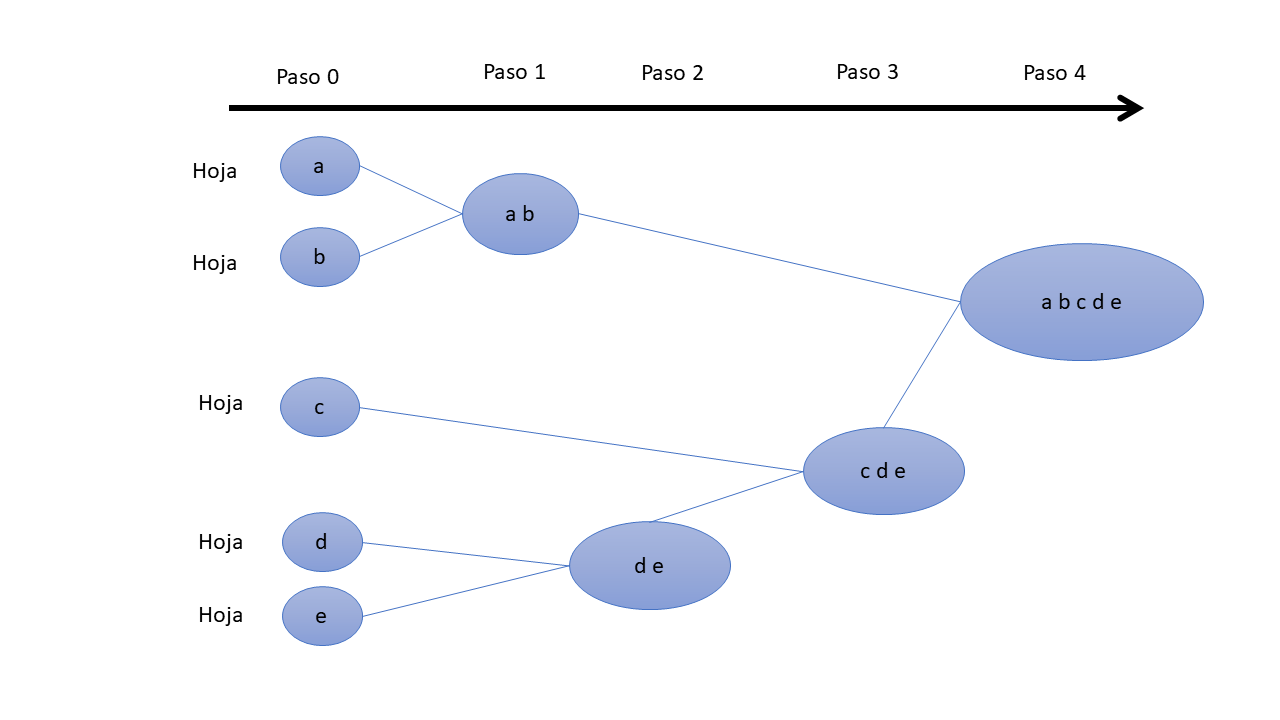 Paso 0
Paso 1
Paso 2
Paso 3
Paso 4
Hoja
a
a b
Hoja
b
a b c d e
Hoja
c
c d e
Hoja
d
d e
Hoja
e